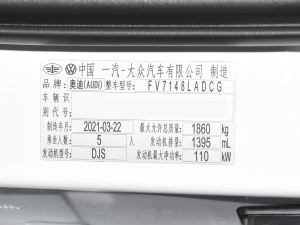 中国 一汽-大众汽车有限公司 制造
品牌:奥迪(AUDI) 整车型号: FV7148LADCG
车辆识
别代号:
制造年月 2021-03-22 最大允许总质量 1860 kg
乘坐人数 5 人 发动机排量 1395 mL
发动机型号 DJS 发动机最大净功率 110 kW